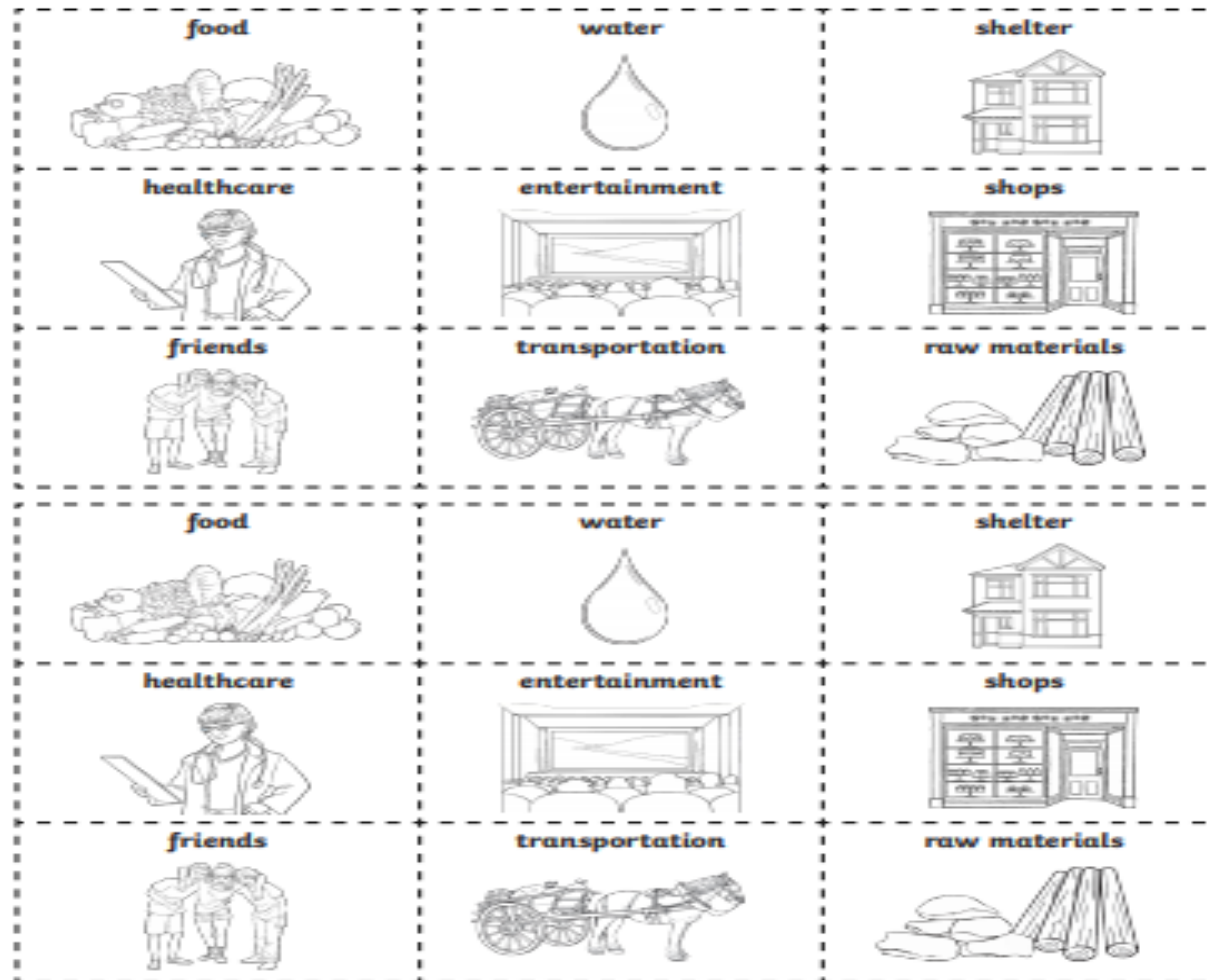 food water shelter
healthcare entertainment shops
friends transportation raw materials
food water shelter
healthcare entertainment shops
friends transportation raw materials